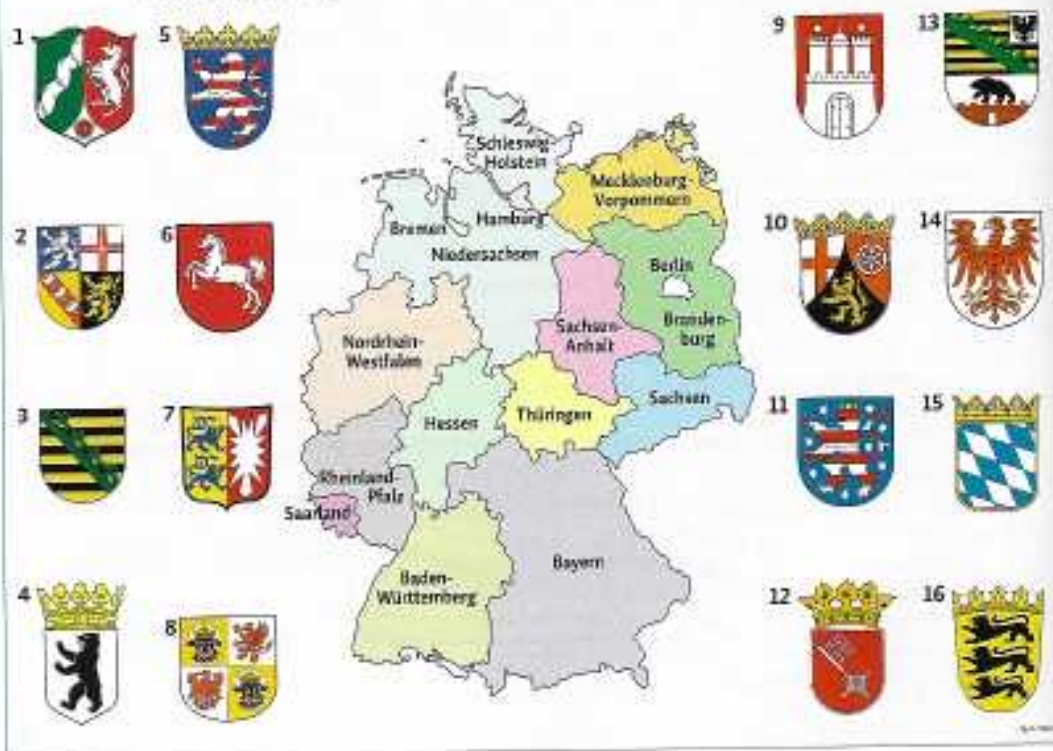 1
5
9
13
Schleswig-
Holstein
Mecklenburg-
Vorpommern
Hamburg
Bremen
2
6
10
14
Niedersachsen
Berlin
Branden-
burg
Sachsen-
Anhalt
Nordrhein-
Westfalen
3
7
11
15
Sachsen
Thüringen
Hessen
Rheinland-
Pfalz
Saarland
Bayern
Baden-
Württemberg
4
8
12
16